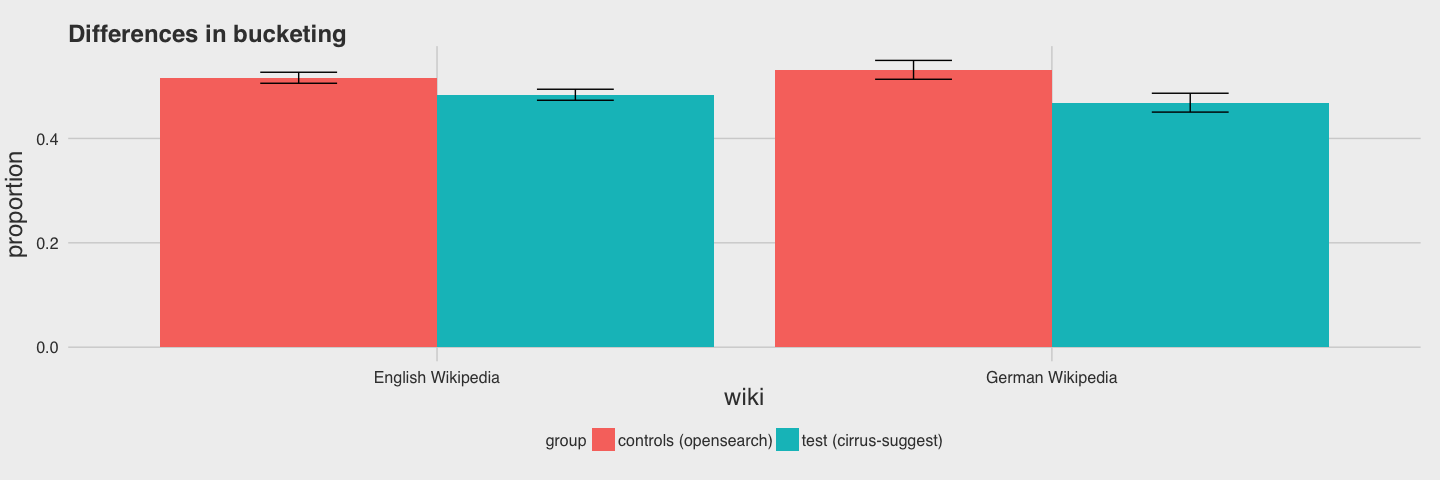 Differences in bucketing
proportion
0.4
0.2
0.0
English Wikipedia
German Wikipedia
wiki
group controls (opensearch) test (cirrus-suggest)